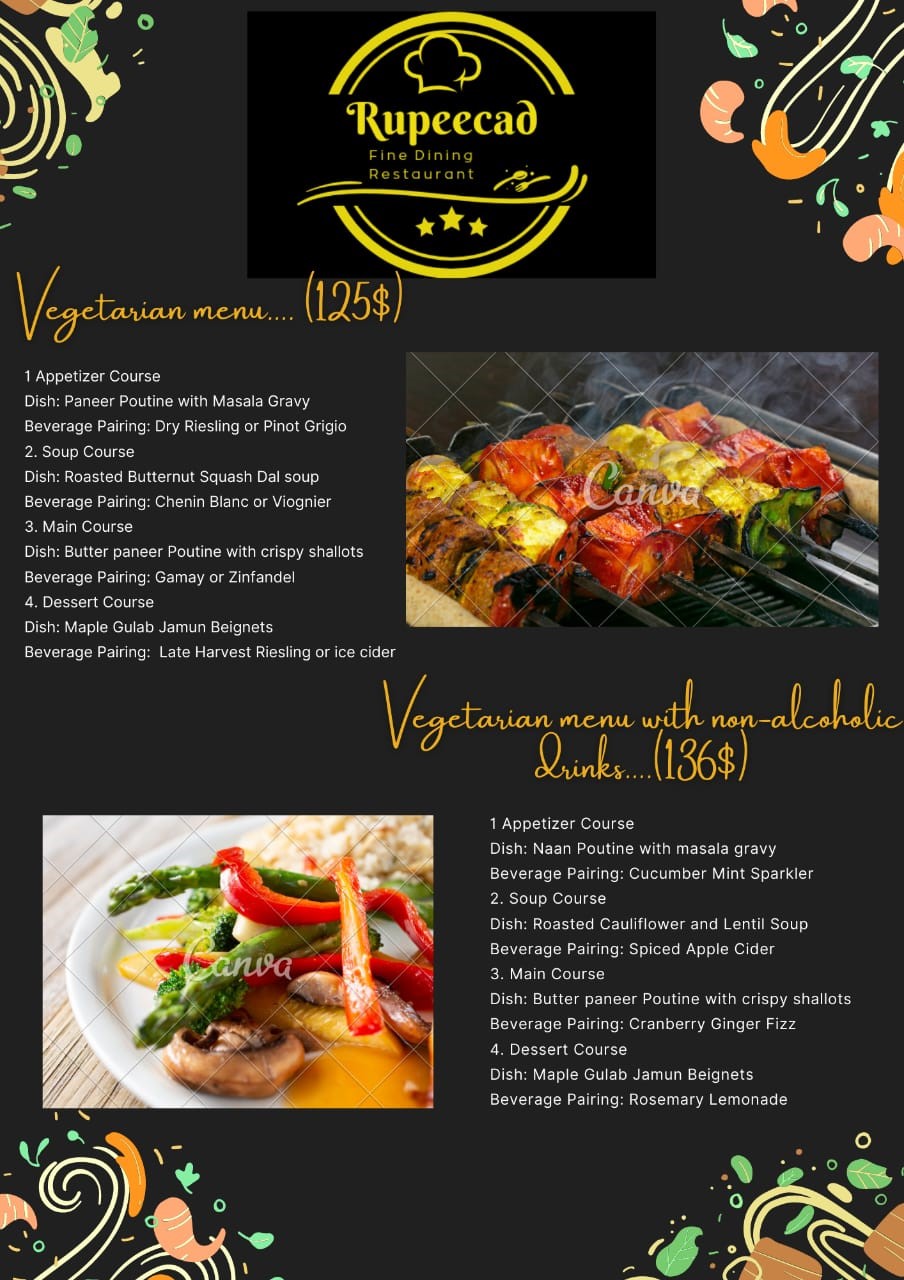 Rupeecad
Fine Dining
Restaurant
Vegetarian menu.... (125$)
1 Appetizer Course
Dish: Paneer Poutine with Masala Gravy
Beverage Pairing: Dry Riesling or Pinot Grigio
2. Soup Course
Dish: Roasted Butternut Squash Dal soup
Beverage Pairing: Chenin Blanc or Viognier
3. Main Course
Dish: Butter paneer Poutine with crispy shallots
Beverage Pairing: Gamay or Zinfandel
4. Dessert Course
Dish: Maple Gulab Jamun Beignets
Beverage Pairing:  Late Harvest Riesling or ice cider
Canva
Vegetarian menu with non-alcoholic
drinks....(136$)
Canva
1 Appetizer Course
Dish: Naan Poutine with masala gravy
Beverage Pairing: Cucumber Mint Sparkler
2. Soup Course
Dish: Roasted Cauliflower and Lentil Soup
Beverage Pairing: Spiced Apple Cider
3. Main Course
Dish: Butter paneer Poutine with crispy shallots
Beverage Pairing: Cranberry Ginger Fizz
4. Dessert Course
Dish: Maple Gulab Jamun Beignets
Beverage Pairing: Rosemary Lemonade